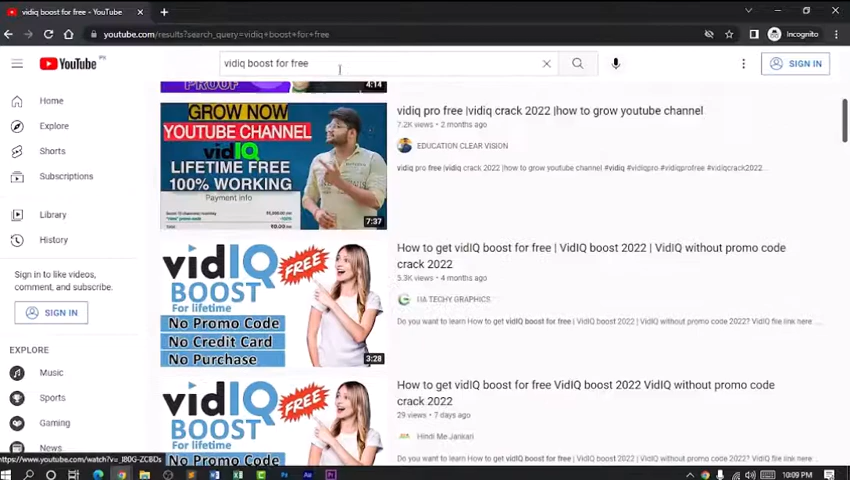 vidiq boost for free - YouTube
youtube.com/results?search_query=vidiq+boost+for+free
Incognito
YouTube
vidiq boost for free
SIGN IN
Home
Explore
Shorts
Subscriptions
Library
History
Sign in to like videos,
comment, and subscribe.
SIGN IN
EXPLORE
Music
Sports
Gaming
News
PROOF
4:14
GROW NOW
YOUTUBE CHANNEL
vidIQ
LIFETIME FREE
100% WORKING
Payment info
7:37
vidiq pro free |vidiq crack 2022 |how to grow youtube channel
7.2K views • 2 months ago
EDUCATION CLEAR VISION
vidiq pro free |vidiq crack 2022 |how to grow youtube channel #vidiq #vidiqpro #vidiqprofree #vidiqcrack2022...
vidIQ
FREE
BOOST
For lifetime
No Promo Code
No Credit Card
No Purchase
3:28
How to get vidIQ boost for free | VidIQ boost 2022 | VidIQ without promo code
crack 2022
5.3K views • 4 months ago
IJA TECHY GRAPHICS
Do you want to learn How to get vidIQ boost for free | VidIQ boost 2022 | VidIQ without promo code 2022? VidIQ file link here ...
vidIQ
FREE
BOOST
For lifetime
No Promo Code
How to get vidIQ boost for free VidIQ boost 2022 VidIQ without promo code
crack 2022
29 views • 7 days ago
Hindi Me Jankari
Do you want to learn How to get vidIQ boost for free | VidIQ boost 2022 | VidIQ without promo code 2022? VidIQ file link here ...
10:09 PM